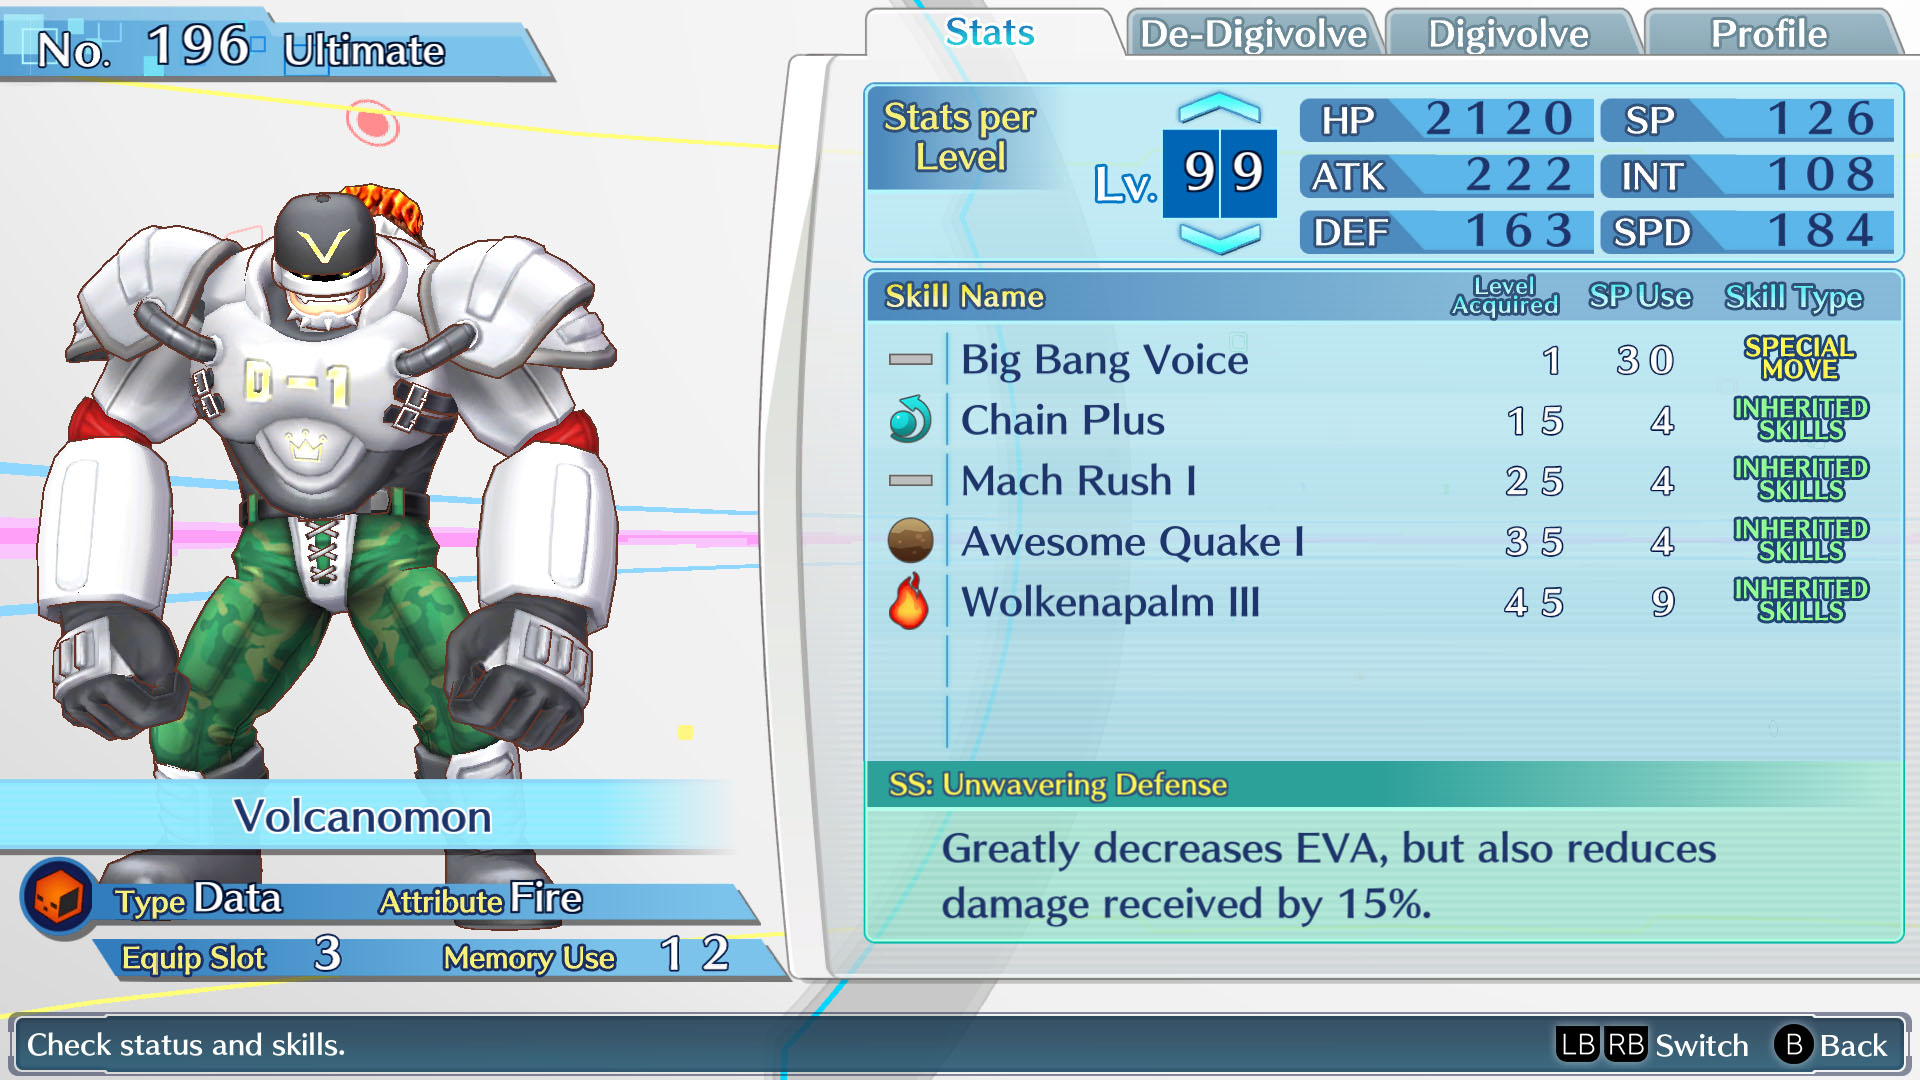 No. 196 Ultimate
Stats
De-Digivolve
Digivolve
Profile
Stats per
Level
Lv. 99
HP 2120
SP 126
ATK 222
INT 108
DEF 163
SPD 184
Skill Name
Level
Acquired
SP Use
Skill Type
Big Bang Voice 1 30 SPECIAL
MOVE
Chain Plus 15 4 INHERITED
SKILLS
Mach Rush I 25 4 INHERITED
SKILLS
Awesome Quake I 35 4 INHERITED
SKILLS
Wolkenapalm III 45 9 INHERITED
SKILLS
SS: Unwavering Defense
Greatly decreases EVA, but also reduces
damage received by 15%.
V
D-1
Volcanomon
Type Data Attribute Fire
Equip Slot 3 Memory Use 12
Check status and skills.
LB RB Switch B Back